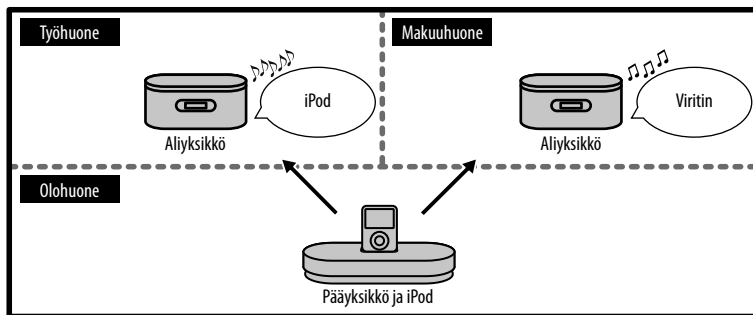 Työhuone
iPod
Aliyksikkö
Makuuhuone
Viritin
Aliyksikkö
Olohuone
Pääyksikkö ja iPod